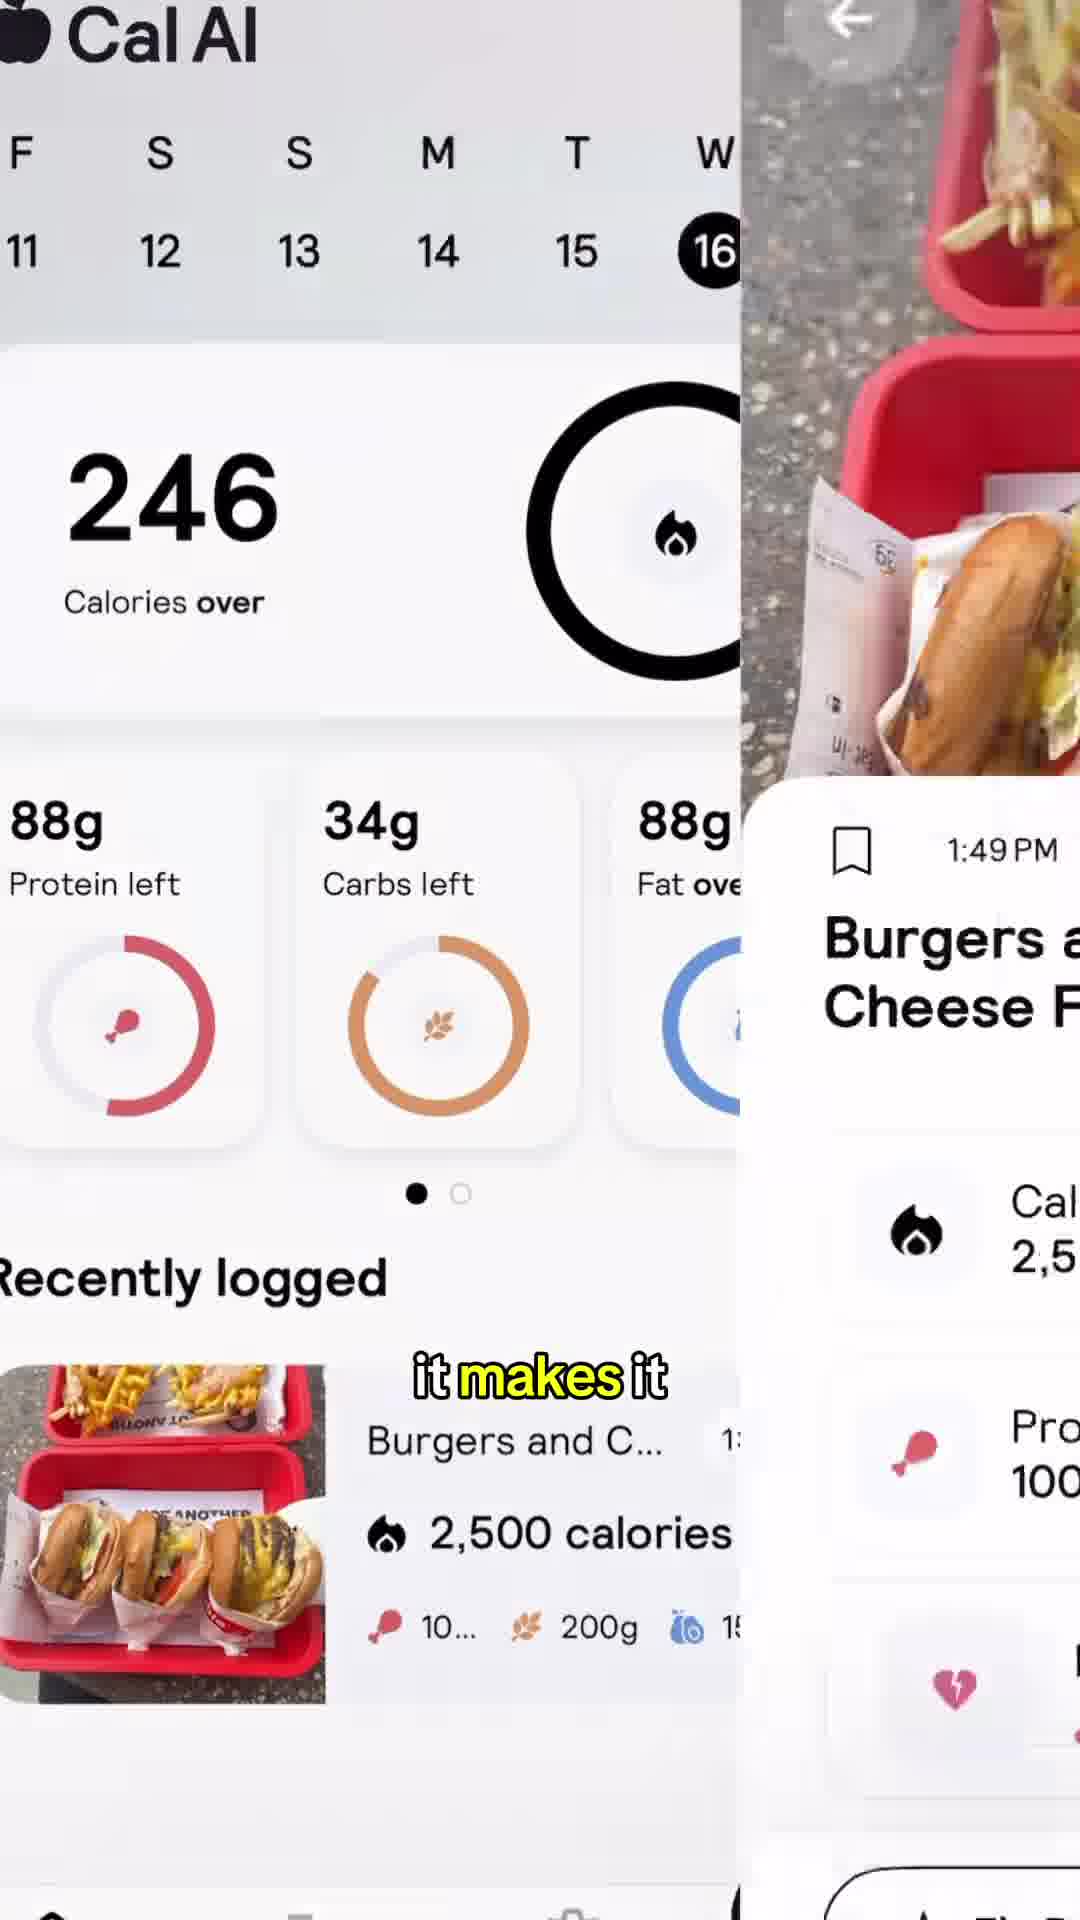 Cal AI
F S S M T W
11 12 13 14 15 16
246
Calories over
88g
Protein left
34g
Carbs left
88g
Fat ove
Recently logged
it makes it
Burgers and C...
2,500 calories
10... 200g 15
1:49 PM
Burgers a
Cheese F
Cal
2,5
Pro
100